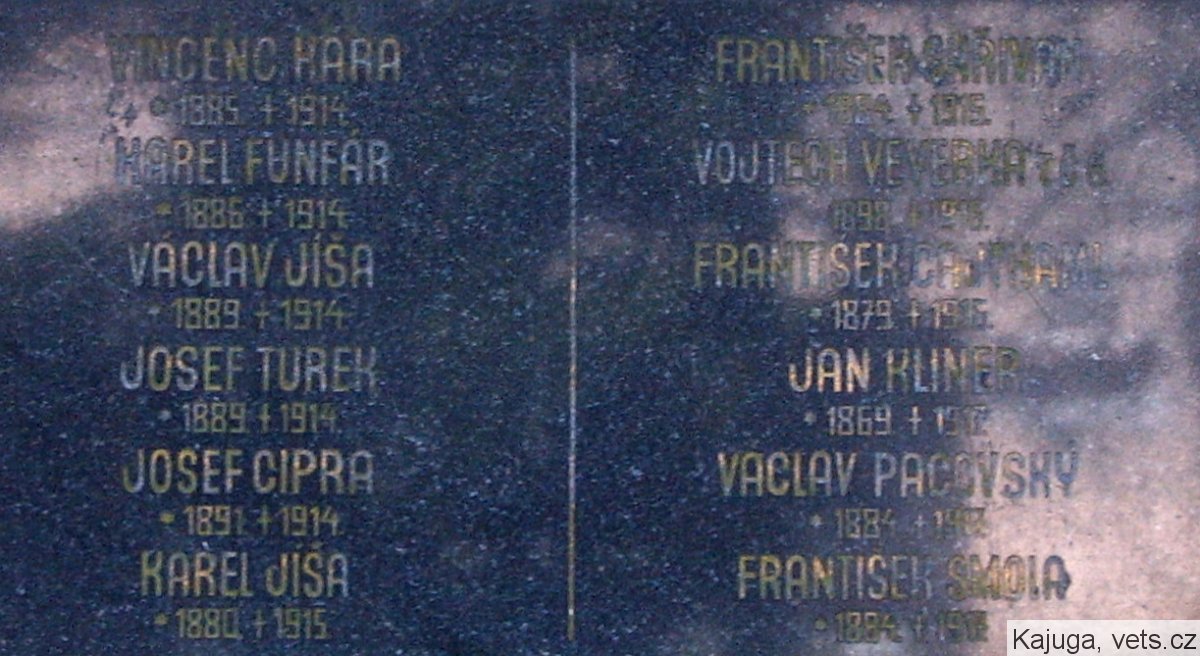 VINCENC KÁRA
* 1885. + 1914.
KAREL FUNFÁR
* 1886. + 1914.
VÁCLAV JÍŠA
* 1889. + 1914.
JOSEF TUREK
* 1889. + 1914.
JOSEF CIPRA
* 1891. + 1914.
KAREL JÍŠA
* 1880. + 1915.
FRANTIŠEK
+ 1915.
VOJTĚCH VEVERKA
FRANTIŠEK CAJTHAML
* 1879. +
JAN KLINER
* 1869. +
VÁCLAV PACOVSKÝ
* 1884. +
FRANTIŠEK SMOLA
* 1884. +
Kajuga, vets.cz